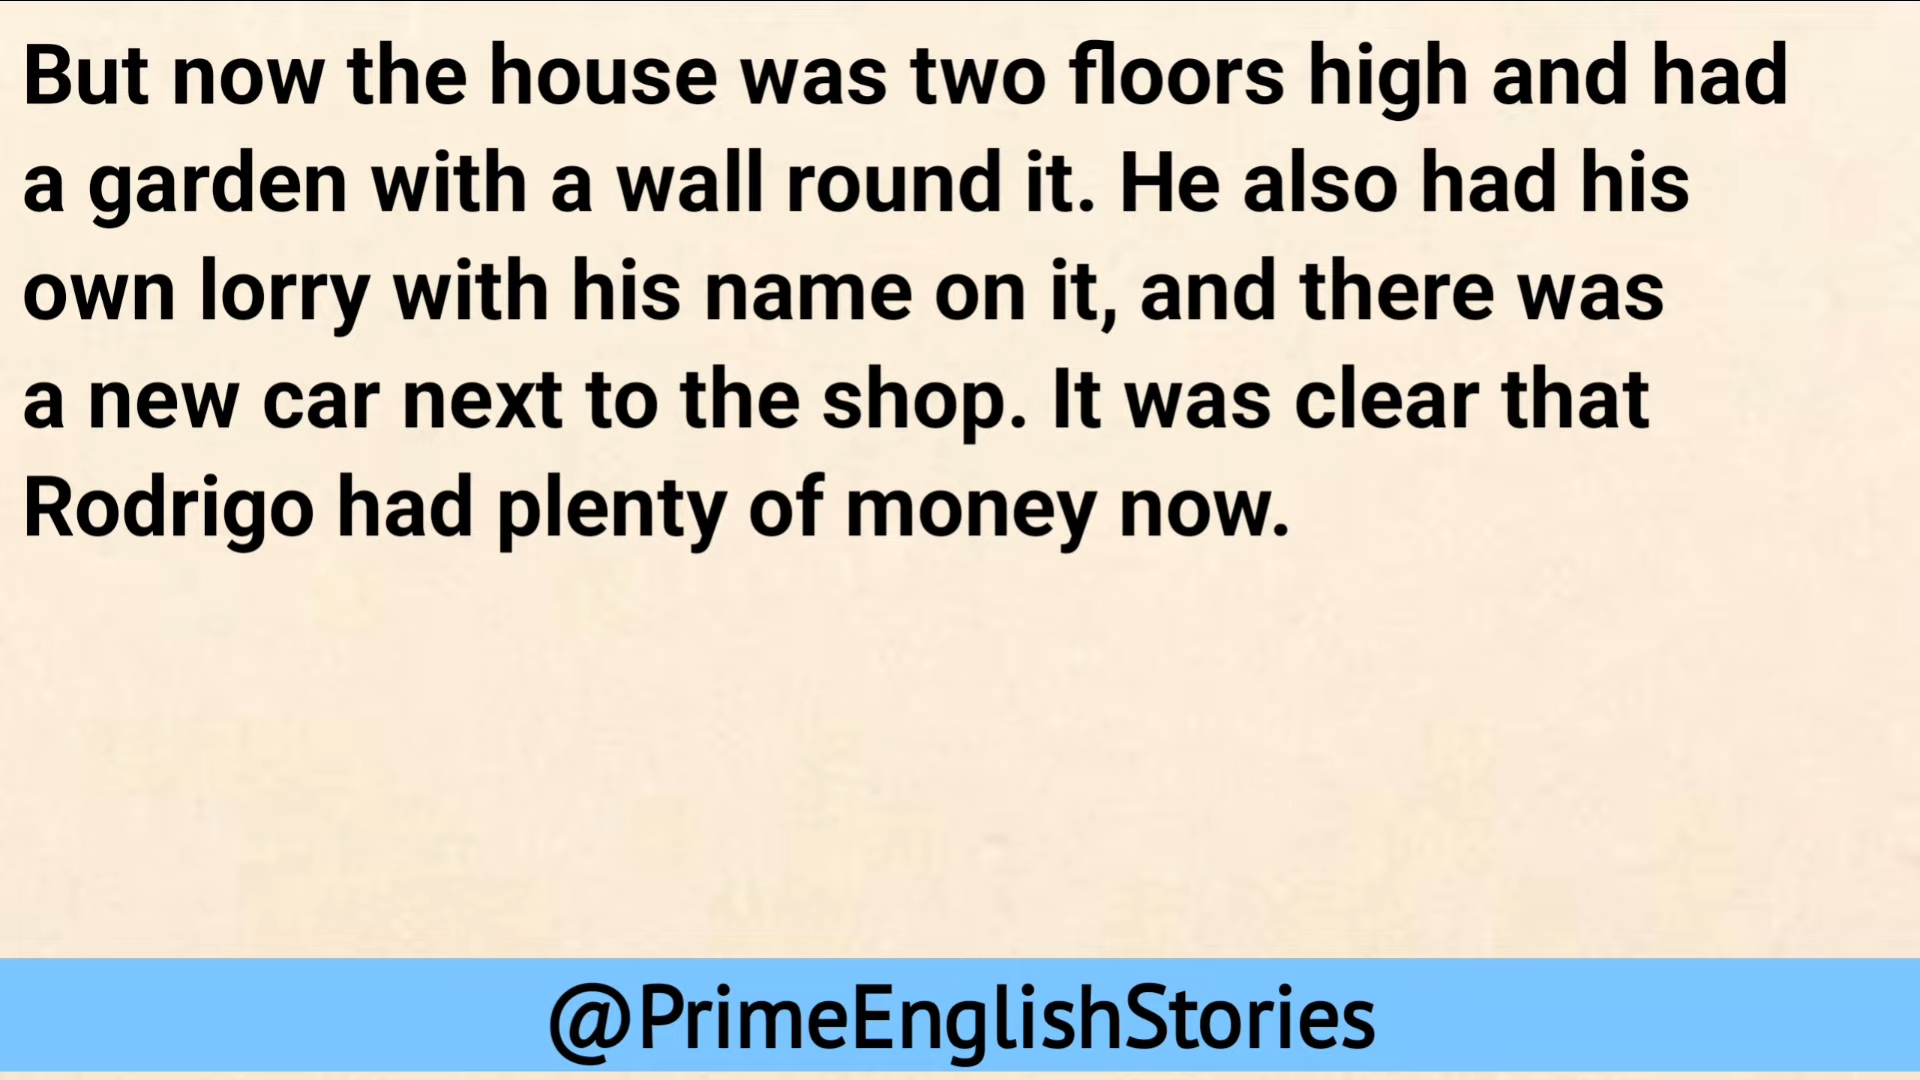 But now the house was two floors high and had
a garden with a wall round it. He also had his
own lorry with his name on it, and there was
a new car next to the shop. It was clear that
Rodrigo had plenty of money now.
@PrimeEnglishStories